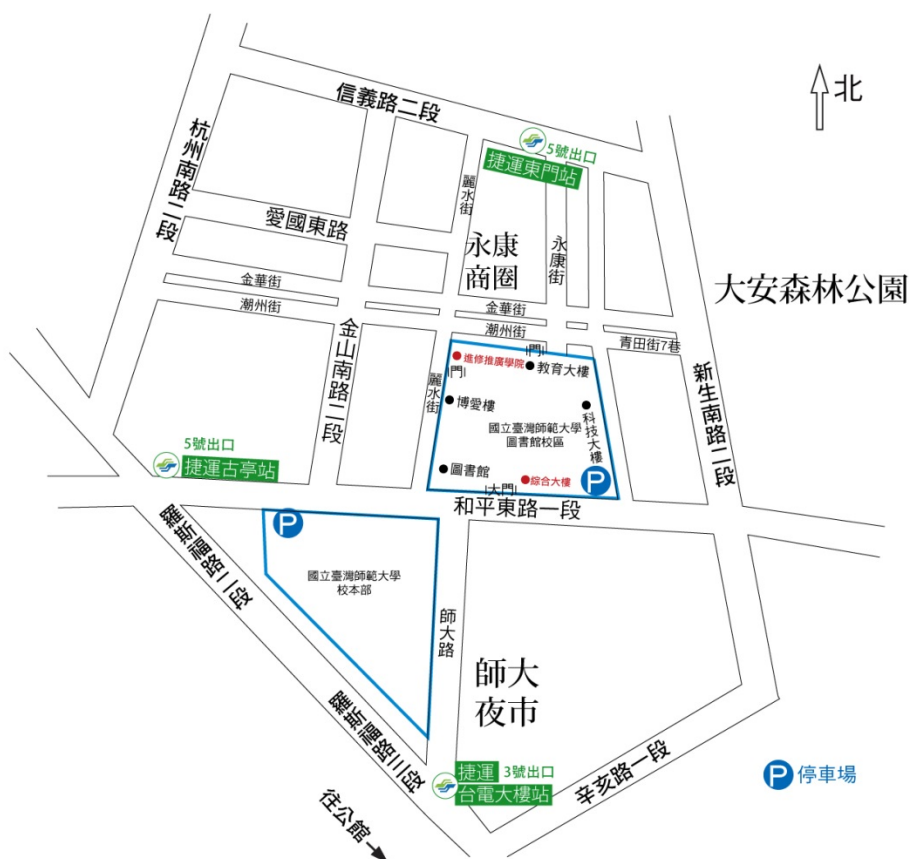 北
信義路二段
5號出口
捷運東門站
杭州南路二段
麗水街
愛國東路
永康
商圈
永康街
大安森林公園
金華街
金華街
潮州街
潮州街
青田街7巷
金山南路二段
新生南路二段
麗水街
門
進修推廣學院
門
教育大樓
博愛樓
科技大樓
國立臺灣師範大學
圖書館校區
5號出口
捷運古亭站
圖書館
綜合大樓
P
大門
和平東路一段
P
羅斯福路二段
國立臺灣師範大學
校本部
師大路
師大
夜市
羅斯福路三段
捷運 3號出口
台電大樓站
辛亥路一段
P 停車場
往公館